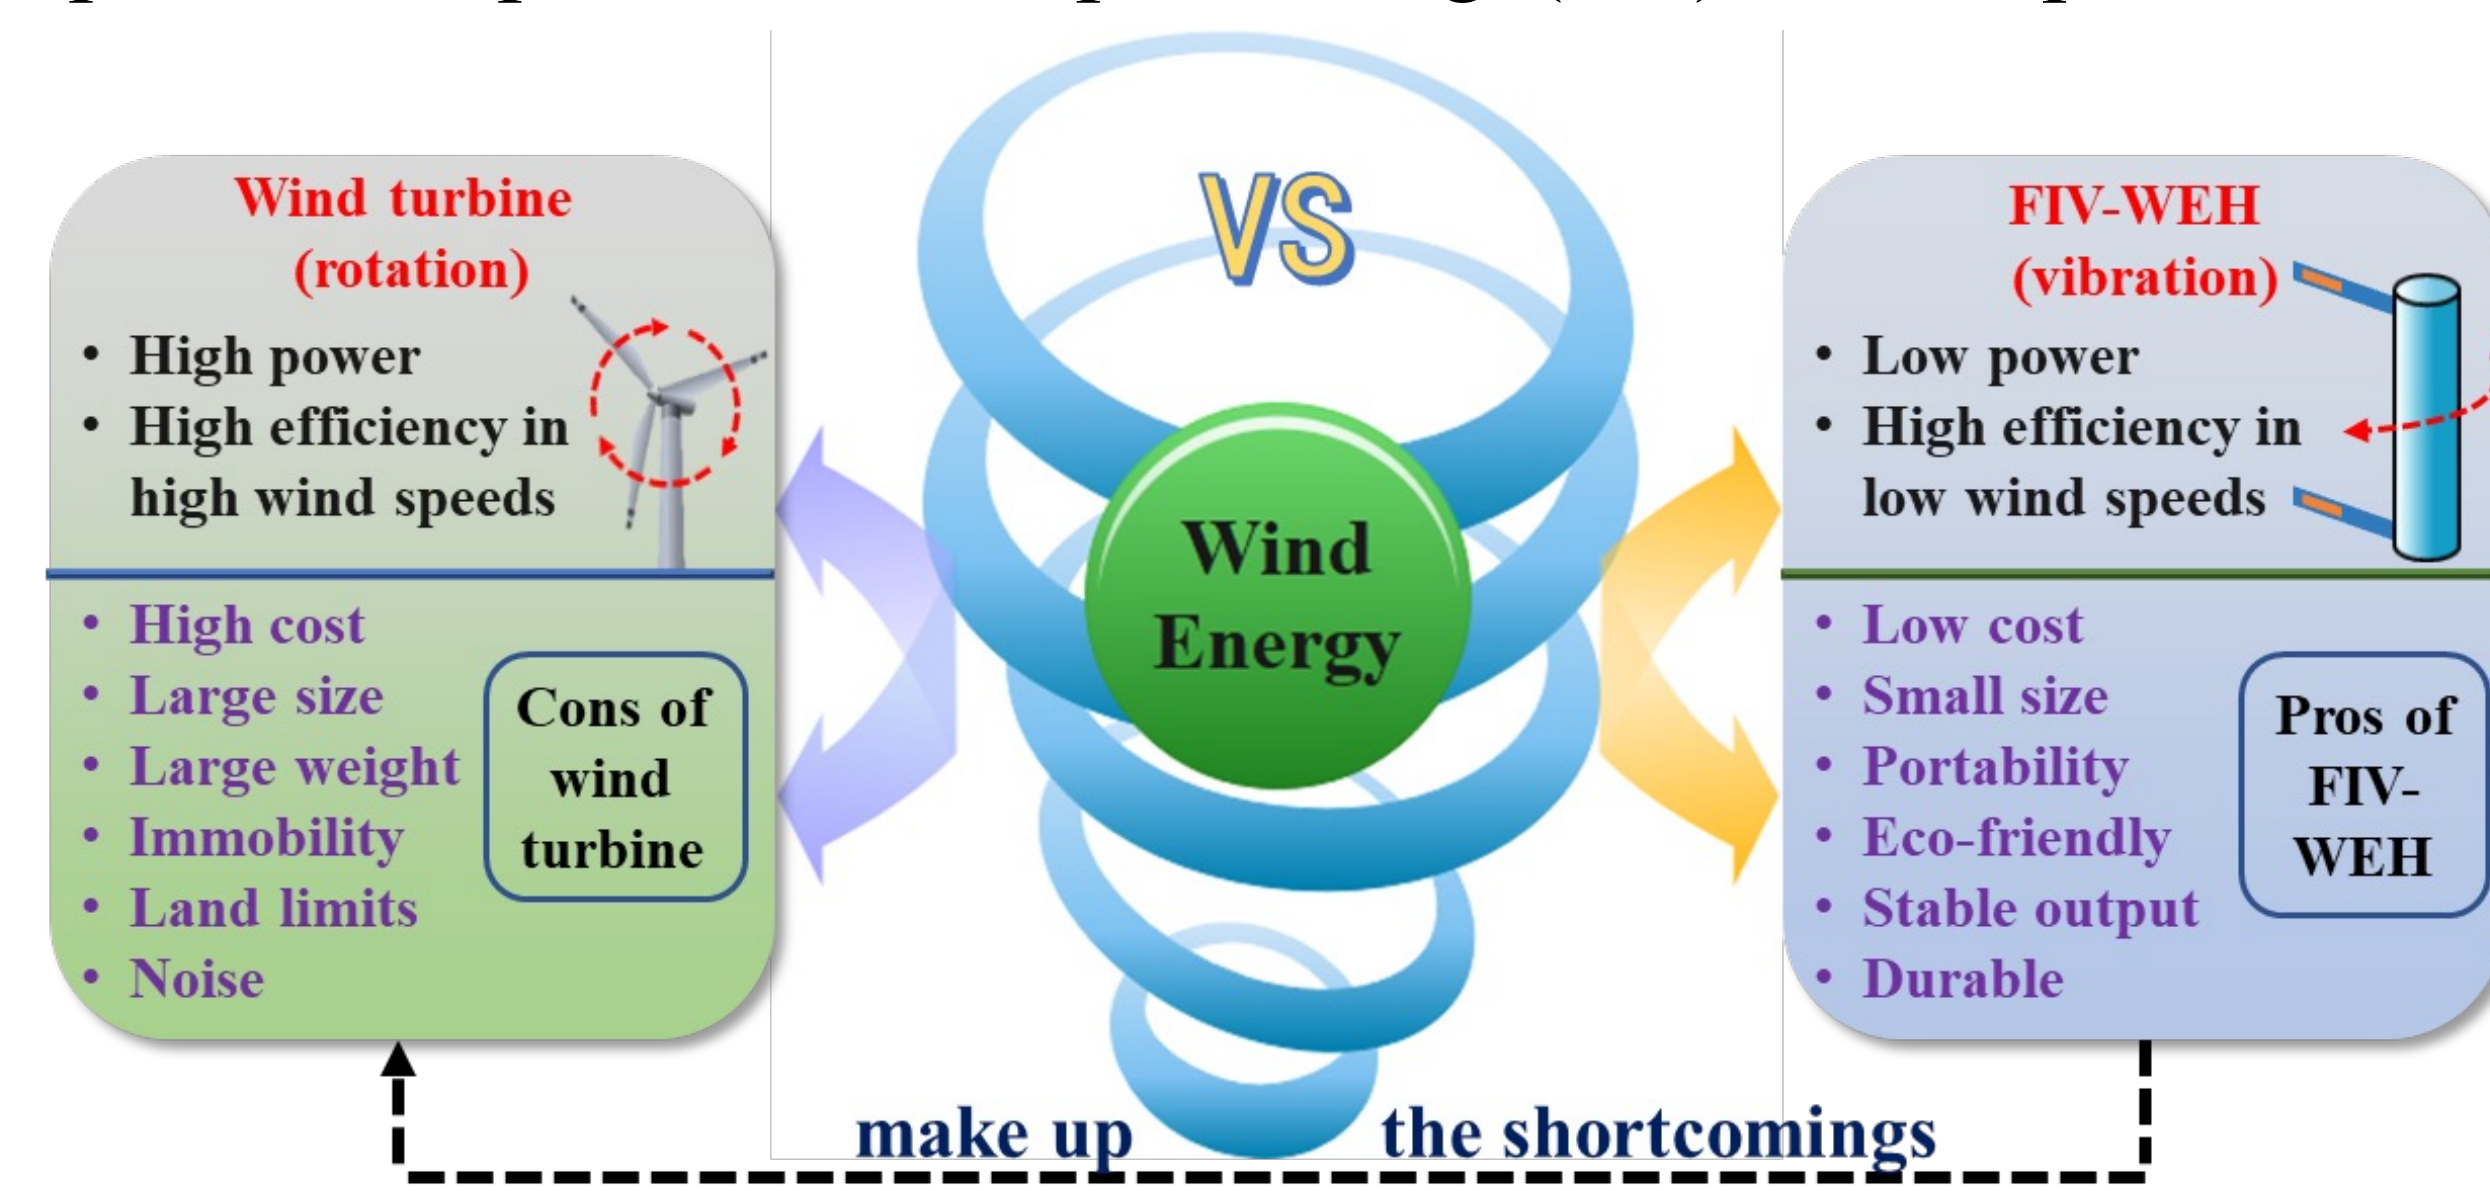 Wind turbine
(rotation)
• High power
• High efficiency in
high wind speeds
• High cost
• Large size
• Large weight
• Immobility
• Land limits
• Noise
Cons of
wind
turbine
VS
Wind
Energy
FIV-WEH
(vibration)
• Low power
• High efficiency in
low wind speeds
• Low cost
• Small size
• Portability
• Eco-friendly
• Stable output
• Durable
Pros of
FIV-
WEH
make up the shortcomings